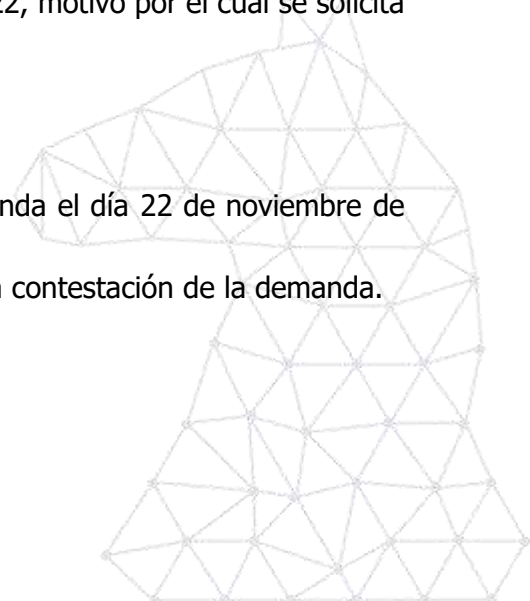 22, motivo por el cual se solicita
nda el día 22 de noviembre de
contestación de la demanda.